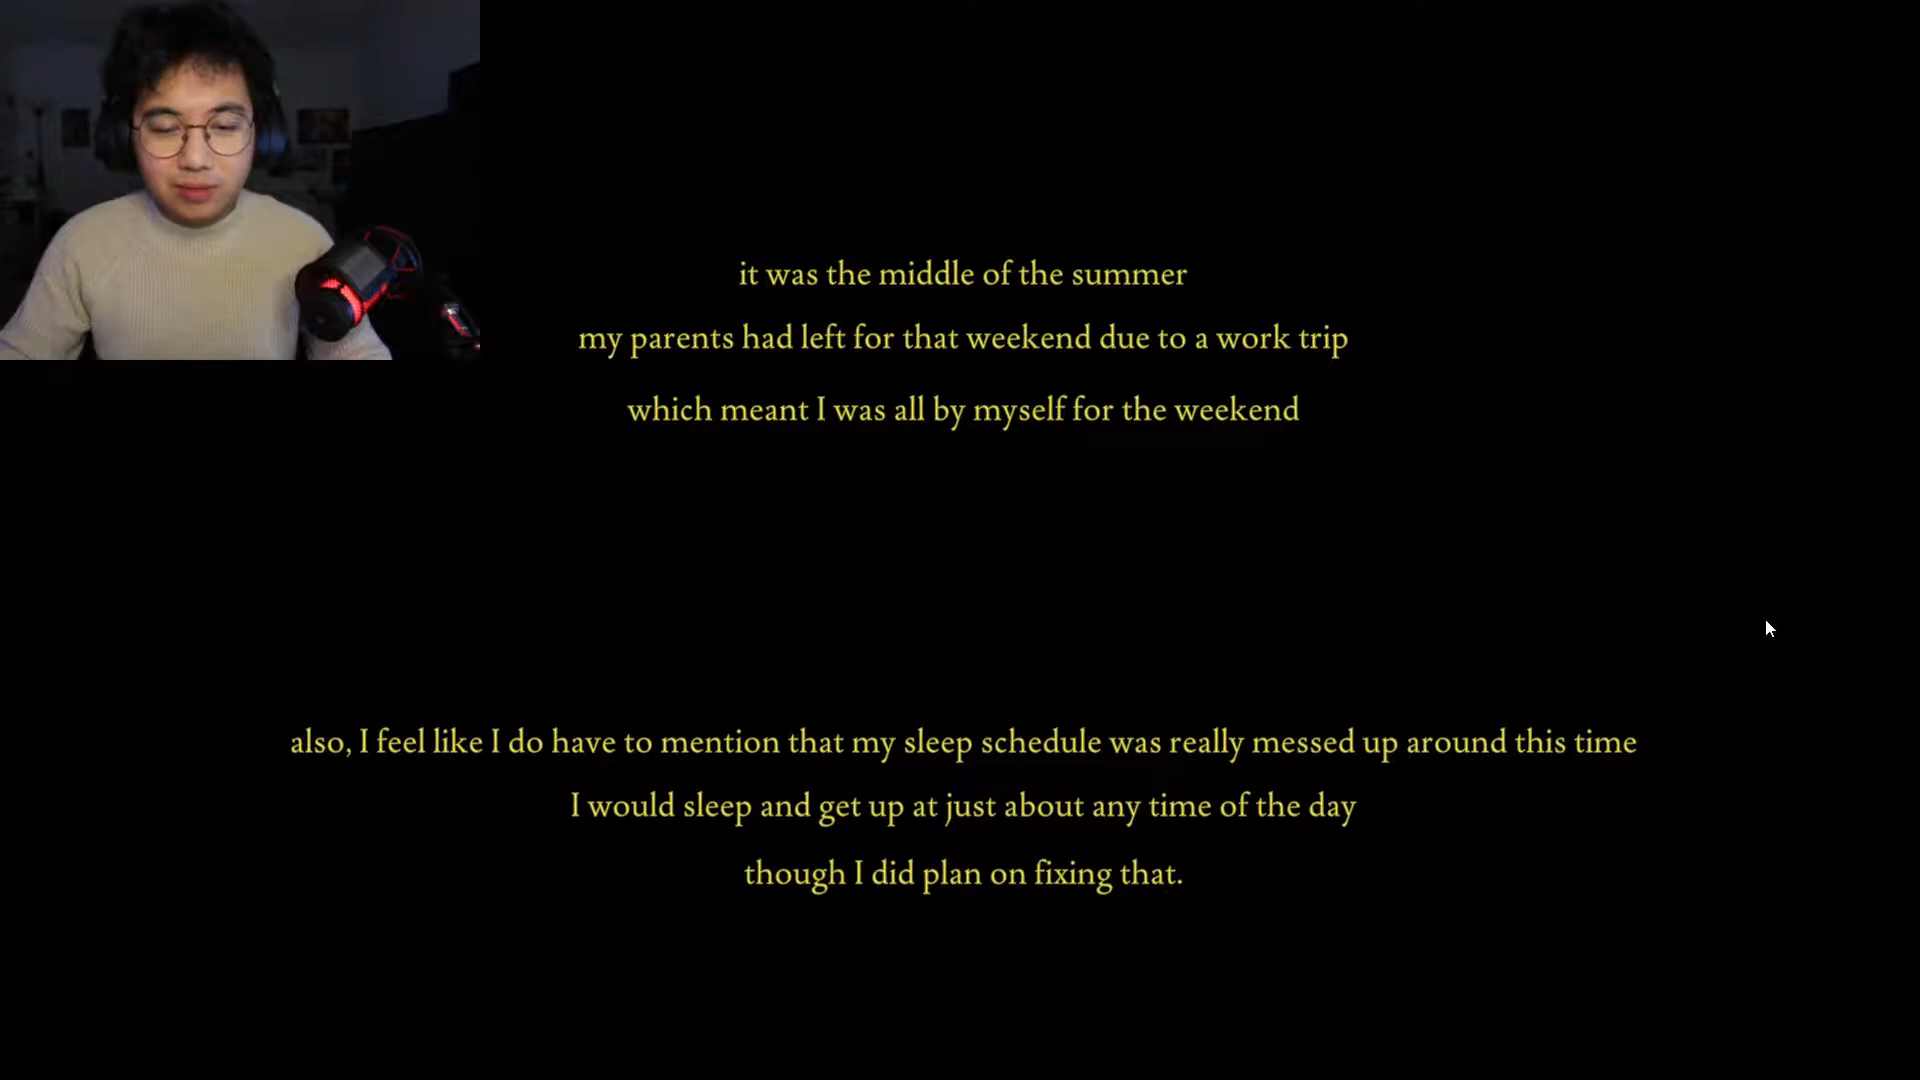 it was the middle of the summer
my parents had left for that weekend due to a work trip
which meant I was all by myself for the weekend
also, I feel like I do have to mention that my sleep schedule was really messed up around this time
I would sleep and get up at just about any time of the day
though I did plan on fixing that.